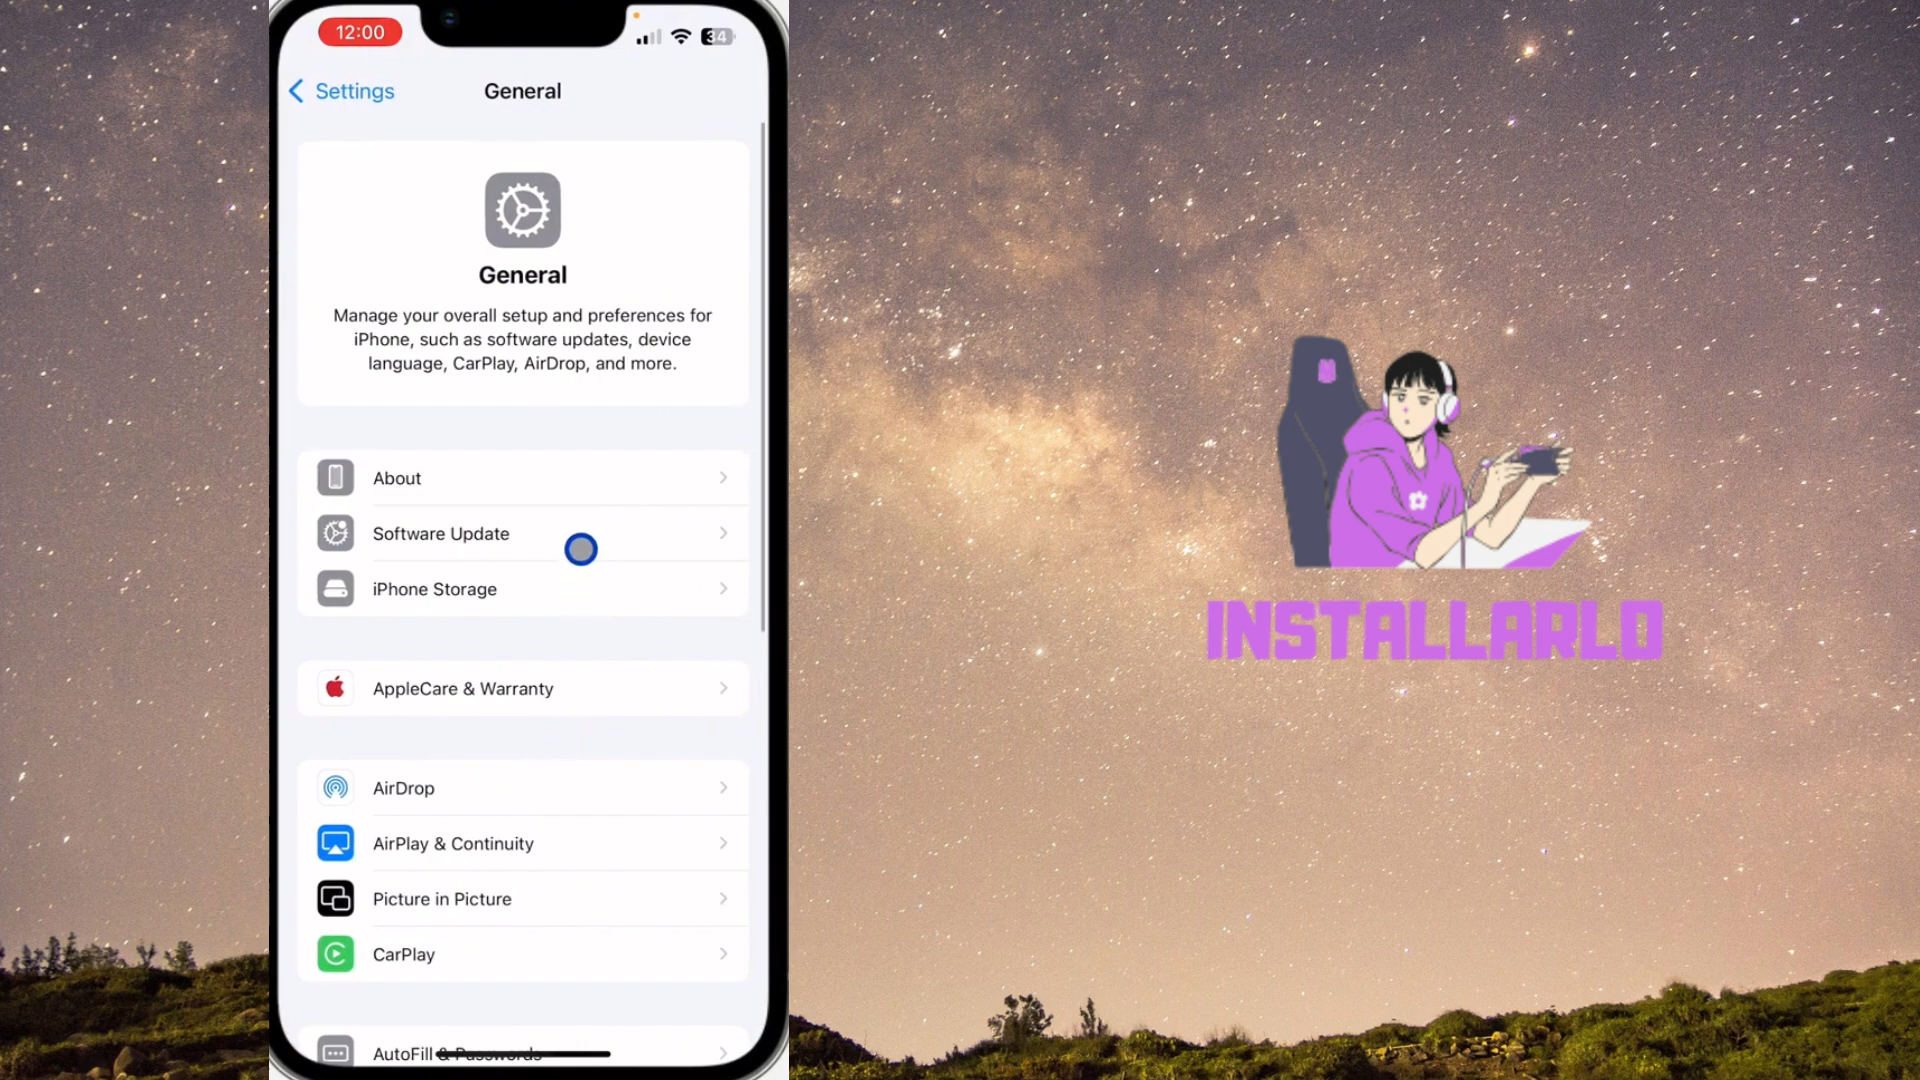 12:00
34
Settings
General
General
Manage your overall setup and preferences for
iPhone, such as software updates, device
language, CarPlay, AirDrop, and more.
About
Software Update
iPhone Storage
AppleCare & Warranty
AirDrop
AirPlay & Continuity
Picture in Picture
CarPlay
AutoFill & Passwords
INSTALLARLO